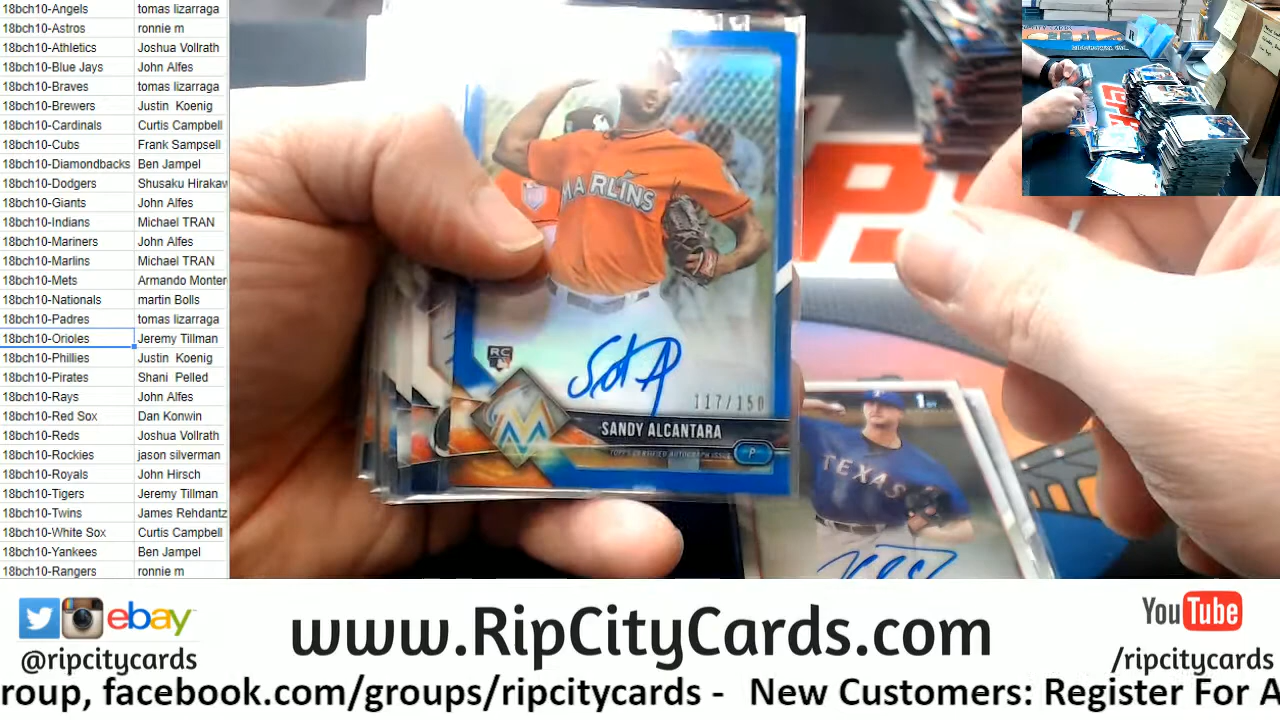 18bch10-Angels tomas lizarraga
18bch10-Astros ronnie m
18bch10-Athletics Joshua Vollrath
18bch10-Blue Jays John Alfes
18bch10-Braves tomas lizarraga
18bch10-Brewers Justin Koenig
18bch10-Cardinals Curtis Campbell
18bch10-Cubs Frank Sampsell
18bch10-Diamondbacks Ben Jampel
18bch10-Dodgers Shusaku Hirakaw
18bch10-Giants John Alfes
18bch10-Indians Michael TRAN
18bch10-Mariners John Alfes
18bch10-Marlins Michael TRAN
18bch10-Mets Armando Monter
18bch10-Nationals martin Bolls
18bch10-Padres tomas lizarraga
18bch10-Orioles Jeremy Tillman
18bch10-Phillies Justin Koenig
18bch10-Pirates Shani Pelled
18bch10-Rays John Alfes
18bch10-Red Sox Dan Konwin
18bch10-Reds Joshua Vollrath
18bch10-Rockies jason silverman
18bch10-Royals John Hirsch
18bch10-Tigers Jeremy Tillman
18bch10-Twins James Rehdantz
18bch10-White Sox Curtis Campbell
18bch10-Yankees Ben Jampel
18bch10-Rangers ronnie m
MARLINS
RC
117/150
SANDY ALCANTARA
TOPPS CERTIFIED AUTOGRAPH ISSUE
P
M
1st
TEXAS
ebay
@ripcitycards
www.RipCityCards.com
YouTube
/ripcitycards
roup, facebook.com/groups/ripcitycards - New Customers: Register For A